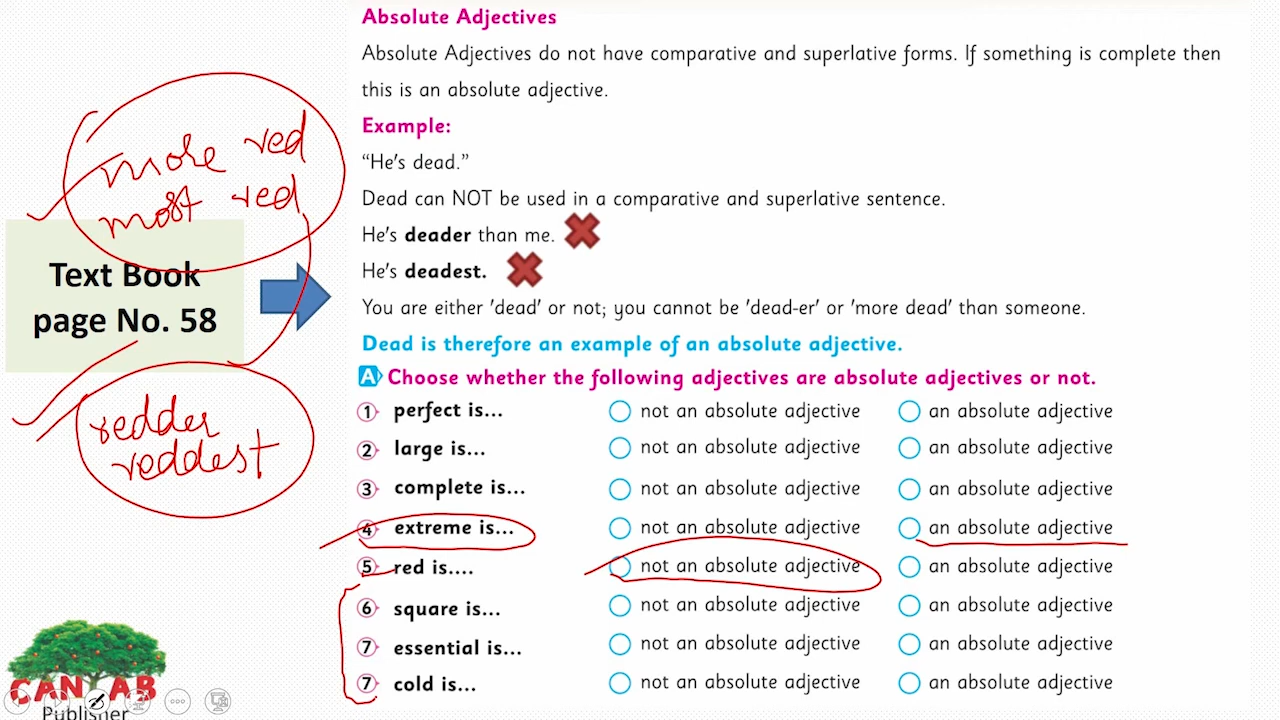 Absolute Adjectives
Absolute Adjectives do not have comparative and superlative forms. If something is complete then
this is an absolute adjective.
Example:
“He's dead.”
Dead can NOT be used in a comparative and superlative sentence.
He's deader than me.
He's deadest.
You are either 'dead' or not; you cannot be 'dead-er' or 'more dead' than someone.
Dead is therefore an example of an absolute adjective.
A Choose whether the following adjectives are absolute adjectives or not.
1 perfect is... not an absolute adjective an absolute adjective
2 large is... not an absolute adjective an absolute adjective
3 complete is... not an absolute adjective an absolute adjective
4 extreme is... not an absolute adjective an absolute adjective
5 red is.... not an absolute adjective an absolute adjective
6 square is... not an absolute adjective an absolute adjective
7 essential is... not an absolute adjective an absolute adjective
7 cold is... not an absolute adjective an absolute adjective
more red
most red
Text Book
page No. 58
redder
reddest
CANTAB
Publisher